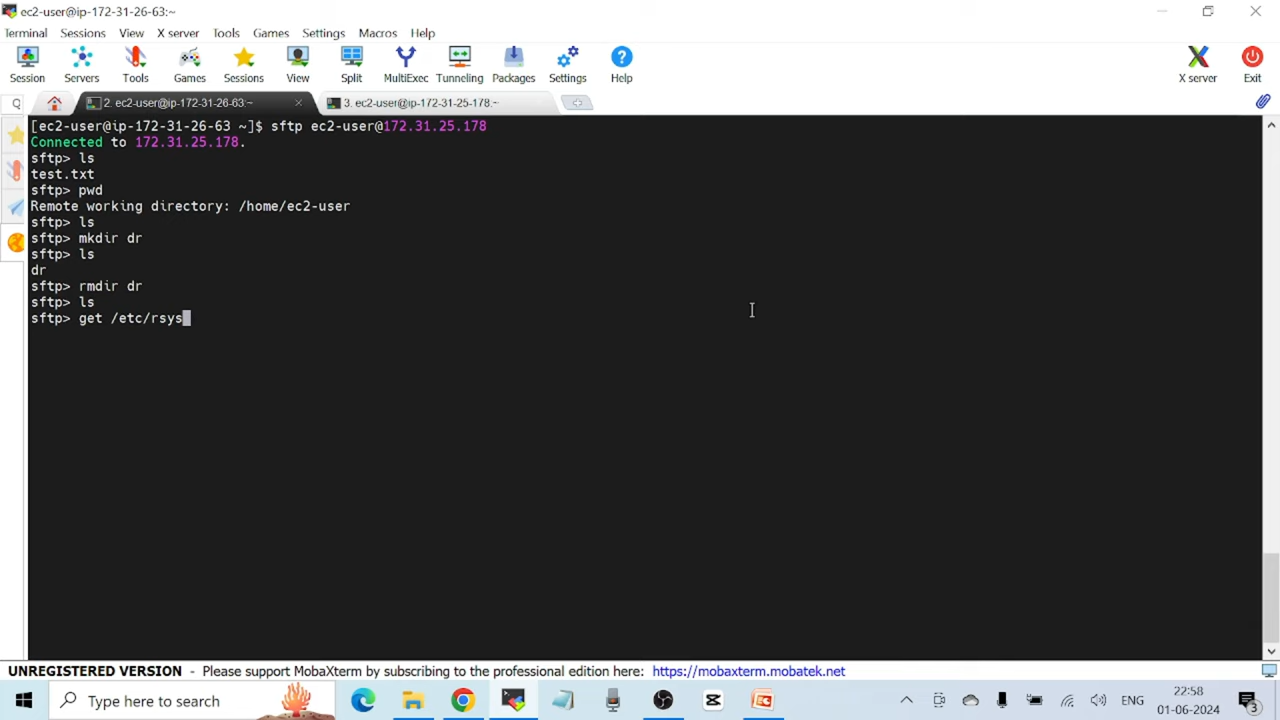 ec2-user@ip-172-31-26-63:~
Terminal Sessions View X server Tools Games Settings Macros Help
Session Servers Tools Games Sessions View Split MultiExec Tunneling Packages Settings Help X server Exit
2. ec2-user@ip-172-31-26-63:~ 3. ec2-user@ip-172-31-25-178:~
[ec2-user@ip-172-31-26-63 ~]$ sftp ec2-user@172.31.25.178
Connected to 172.31.25.178.
sftp> ls
test.txt
sftp> pwd
Remote working directory: /home/ec2-user
sftp> ls
sftp> mkdir dr
sftp> ls
dr
sftp> rmdir dr
sftp> ls
sftp> get /etc/rsys
UNREGISTERED VERSION - Please support MobaXterm by subscribing to the professional edition here: https://mobaxterm.mobatek.net
Type here to search
ENG
22:58
01-06-2024
3